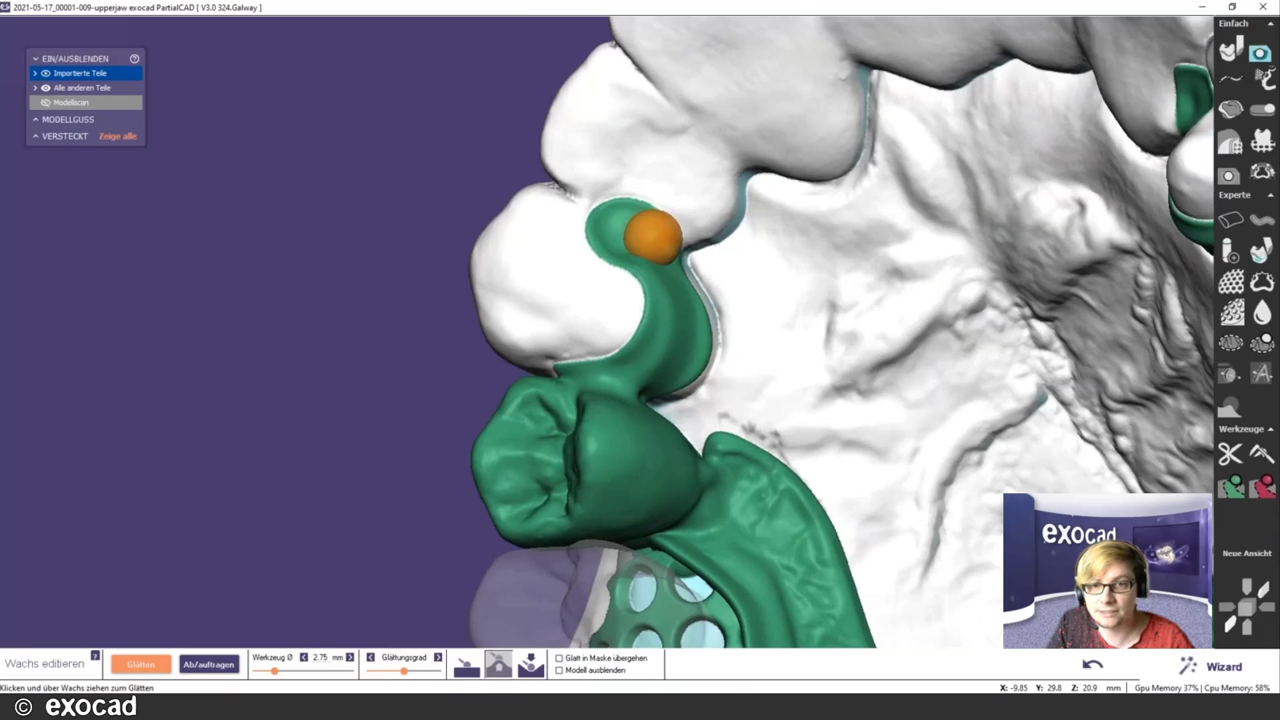 2021-05-17_00001-009-upperjaw exocad PartialCAD [ V3.0 324.Galway ]
EIN/AUSBLENDEN
Importierte Teile
Alle anderen Teile
Modellscan
MODELLGUSS
VERSTECKT Zeige alle
Einfach
Experte
Werkzeuge
Neue Ansicht
exocad
Wachs editieren
?
Glätten
Ab/auftragen
Werkzeug Ø 2.75 mm
Glättungsgrad
Glatt in Maske übergehen
Modell ausblenden
Wizard
Klicken und über Wachs ziehen zum Glätten
X: -9.85 Y: 29.8 Z: 20.9 mm
Gpu Memory 37% | Cpu Memory: 58%
© exocad